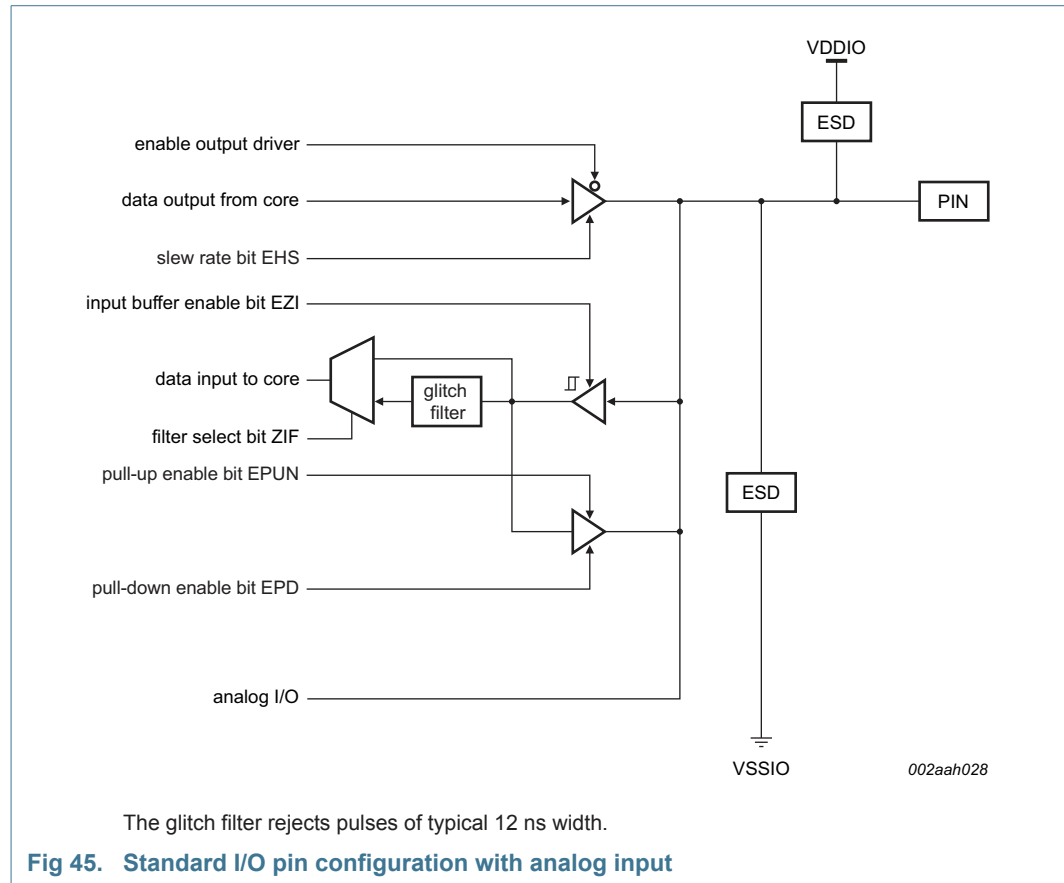 VDDIO
ESD
enable output driver
data output from core
PIN
slew rate bit EHS
input buffer enable bit EZI
data input to core
glitch
filter
filter select bit ZIF
pull-up enable bit EPUN
ESD
pull-down enable bit EPD
analog I/O
VSSIO
002aah028
The glitch filter rejects pulses of typical 12 ns width.
Fig 45. Standard I/O pin configuration with analog input